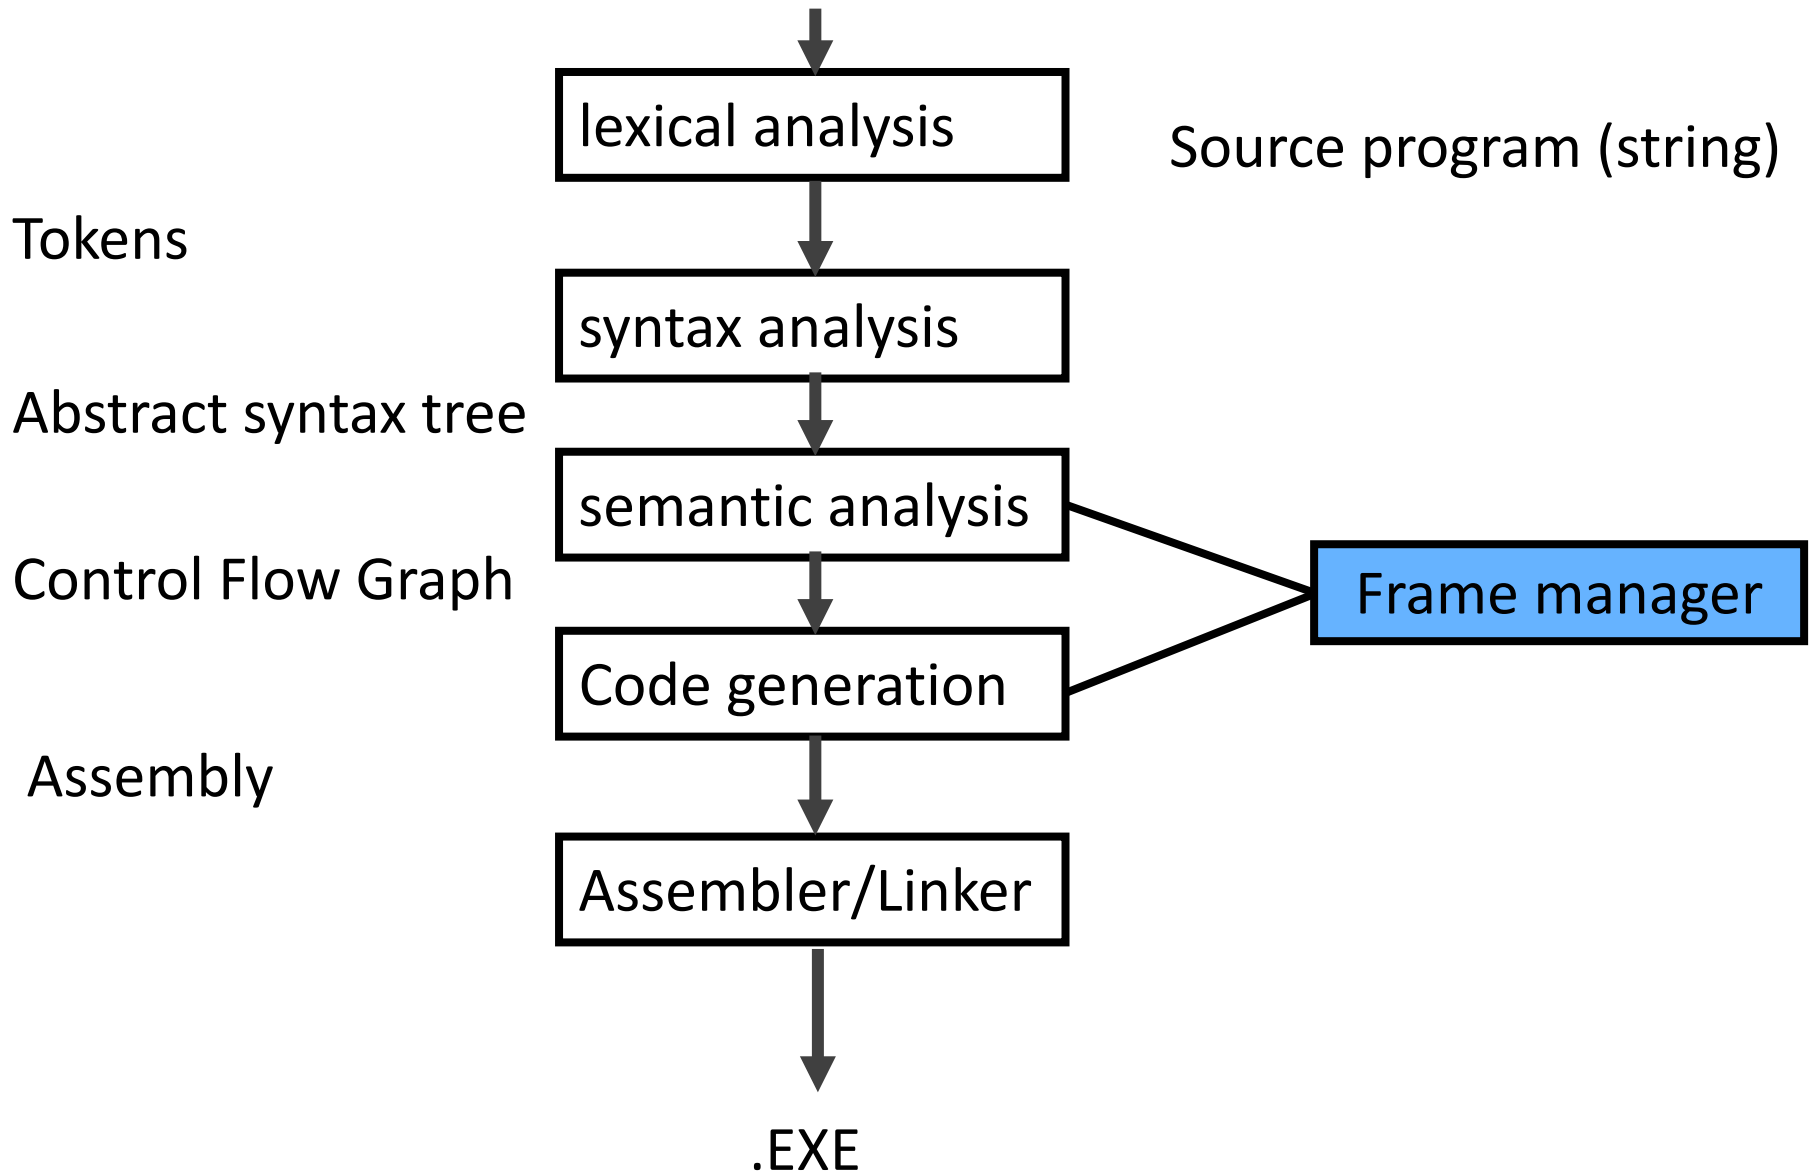 lexical analysis
Source program (string)
Tokens
syntax analysis
Abstract syntax tree
semantic analysis
Control Flow Graph
Frame manager
Code generation
Assembly
Assembler/Linker
.EXE